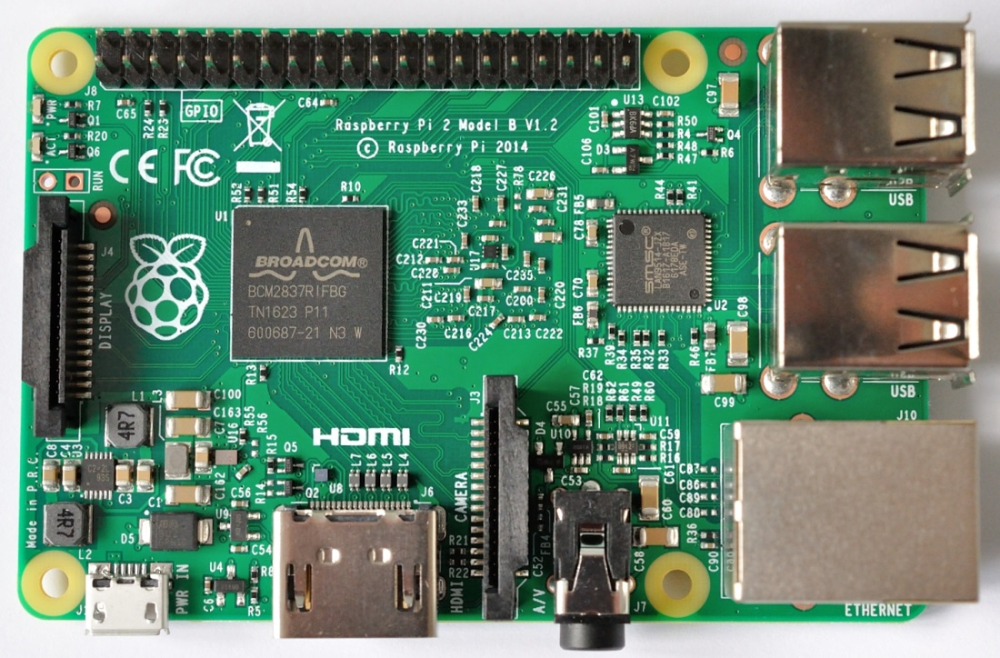 J8
PWR
R7
Q1
R20
ACT
Q6
RUN
C65
R24
R23
GPIO
C64
CE FC
Raspberry Pi 2 Model B V1.2
© Raspberry Pi 2014
U13
C102
C101
R50
R4
R48
R47
C106
D3
Q4
R6
C97
USB
R52
R51
R54
R10
U1
BROADCOM®
BCM2837RIFBG
TN1623 P11
600687-21 N3 W
R13
R12
J4
DISPLAY
C218
C227
R78
C226
C231
C233
C221
C212
C228
U17
C235
C211
C219
C200
C220
C217
C230
C216
C224
C213
C222
FB5
C78
C70
FB6
R44
R41
SMSC®
LAN9514-JZX
U2
R37
R39
R34
R35
R32
R33
R46
FB1
C98
C99
USB
L1
4R7
L3
C100
C163
C7
U16
R55
R56
C162
C8
C4
U3
C3
C1
D5
4R7
L2
Made in P.R.C.
HDMI
R15
Q5
R14
Q2
U8
L7
L6
L5
L4
J6
C56
U9
C54
U4
C6
R8
R5
PWR IN
J3
CAMERA
R21
R22
HDMI
C62
R19
R18
C57
C55
R62
R61
R49
R60
D4
U10
U11
C59
R17
R16
C61
C53
C60
C58
C52
FB4
A/V
J7
J10
C87
C86
C89
C80
R36
C90
ETHERNET